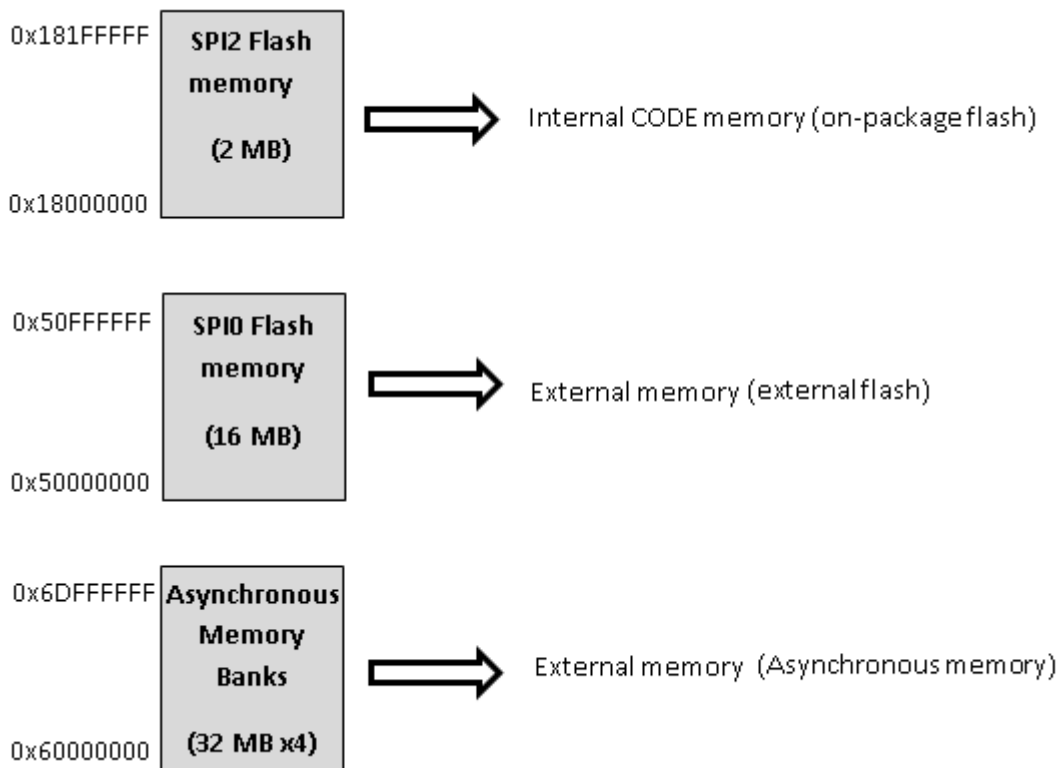 0x181FFFFF
SPI2 Flash
memory
(2 MB)
0x18000000
Internal CODE memory (on-package flash)
0x50FFFFFF
SPI0 Flash
memory
(16 MB)
0x50000000
External memory (external flash)
0x6DFFFFFF
Asynchronous
Memory
Banks
(32 MB x4)
0x60000000
External memory (Asynchronous memory)